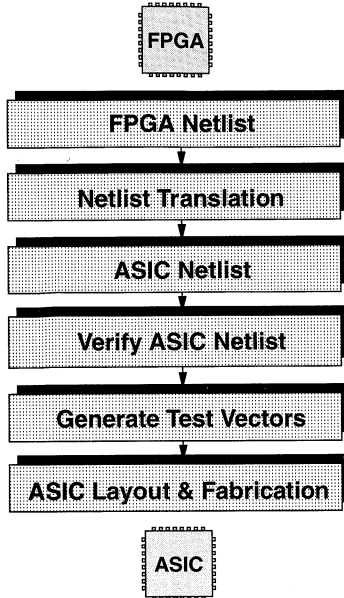 FPGA
FPGA Netlist
Netlist Translation
ASIC Netlist
Verify ASIC Netlist
Generate Test Vectors
ASIC Layout & Fabrication
ASIC